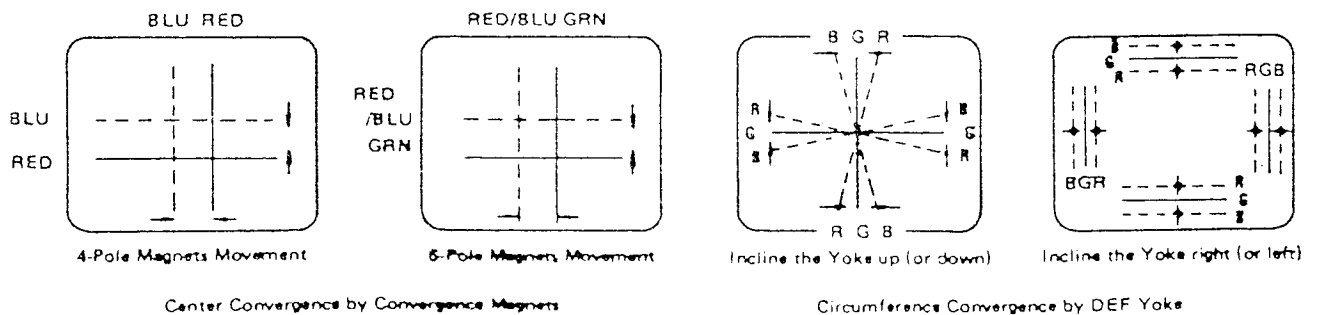 BLU RED
BLU
RED
4-Pole Magnets Movement
RED/BLU GRN
RED
/BLU
GRN
6-Pole Magnets Movement
B G R
R
G
B
B
G
R
R G B
Incline the Yoke up (or down)
B
G
R
RGB
BGR
R
G
B
Incline the Yoke right (or left)
Center Convergence by Convergence Magnets
Circumference Convergence by DEF Yoke